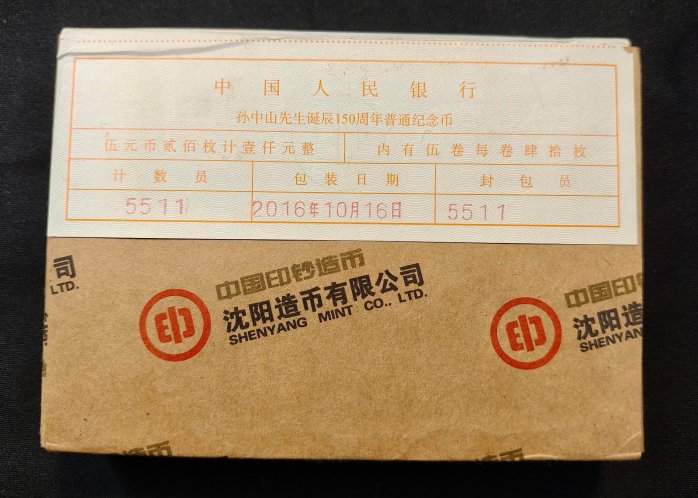 中国人民银行
孙中山先生诞辰150周年普通纪念币
伍元币贰佰枚计壹仟元整 内有伍卷每卷肆拾枚
计数员 包装日期 封包员
5511 2016年10月16日 5511
司
LTD.
中国印钞造币
沈阳造币有限公司
SHENYANG MINT CO., LTD.
中国印钞造币
沈阳造
SHENYAN